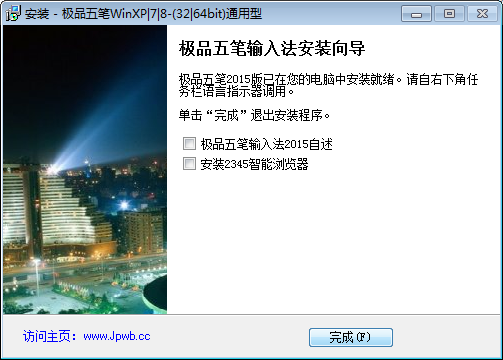 安装 - 极品五笔WinXP|7|8-(32|64bit)通用型
极品五笔输入法安装向导
极品五笔2015版已在您的电脑中安装就绪。请自右下角任
务栏语言指示器调用。
单击“完成”退出安装程序。
极品五笔输入法2015自述
安装2345智能浏览器
访问主页：www.Jpwb.cc
完成(F)